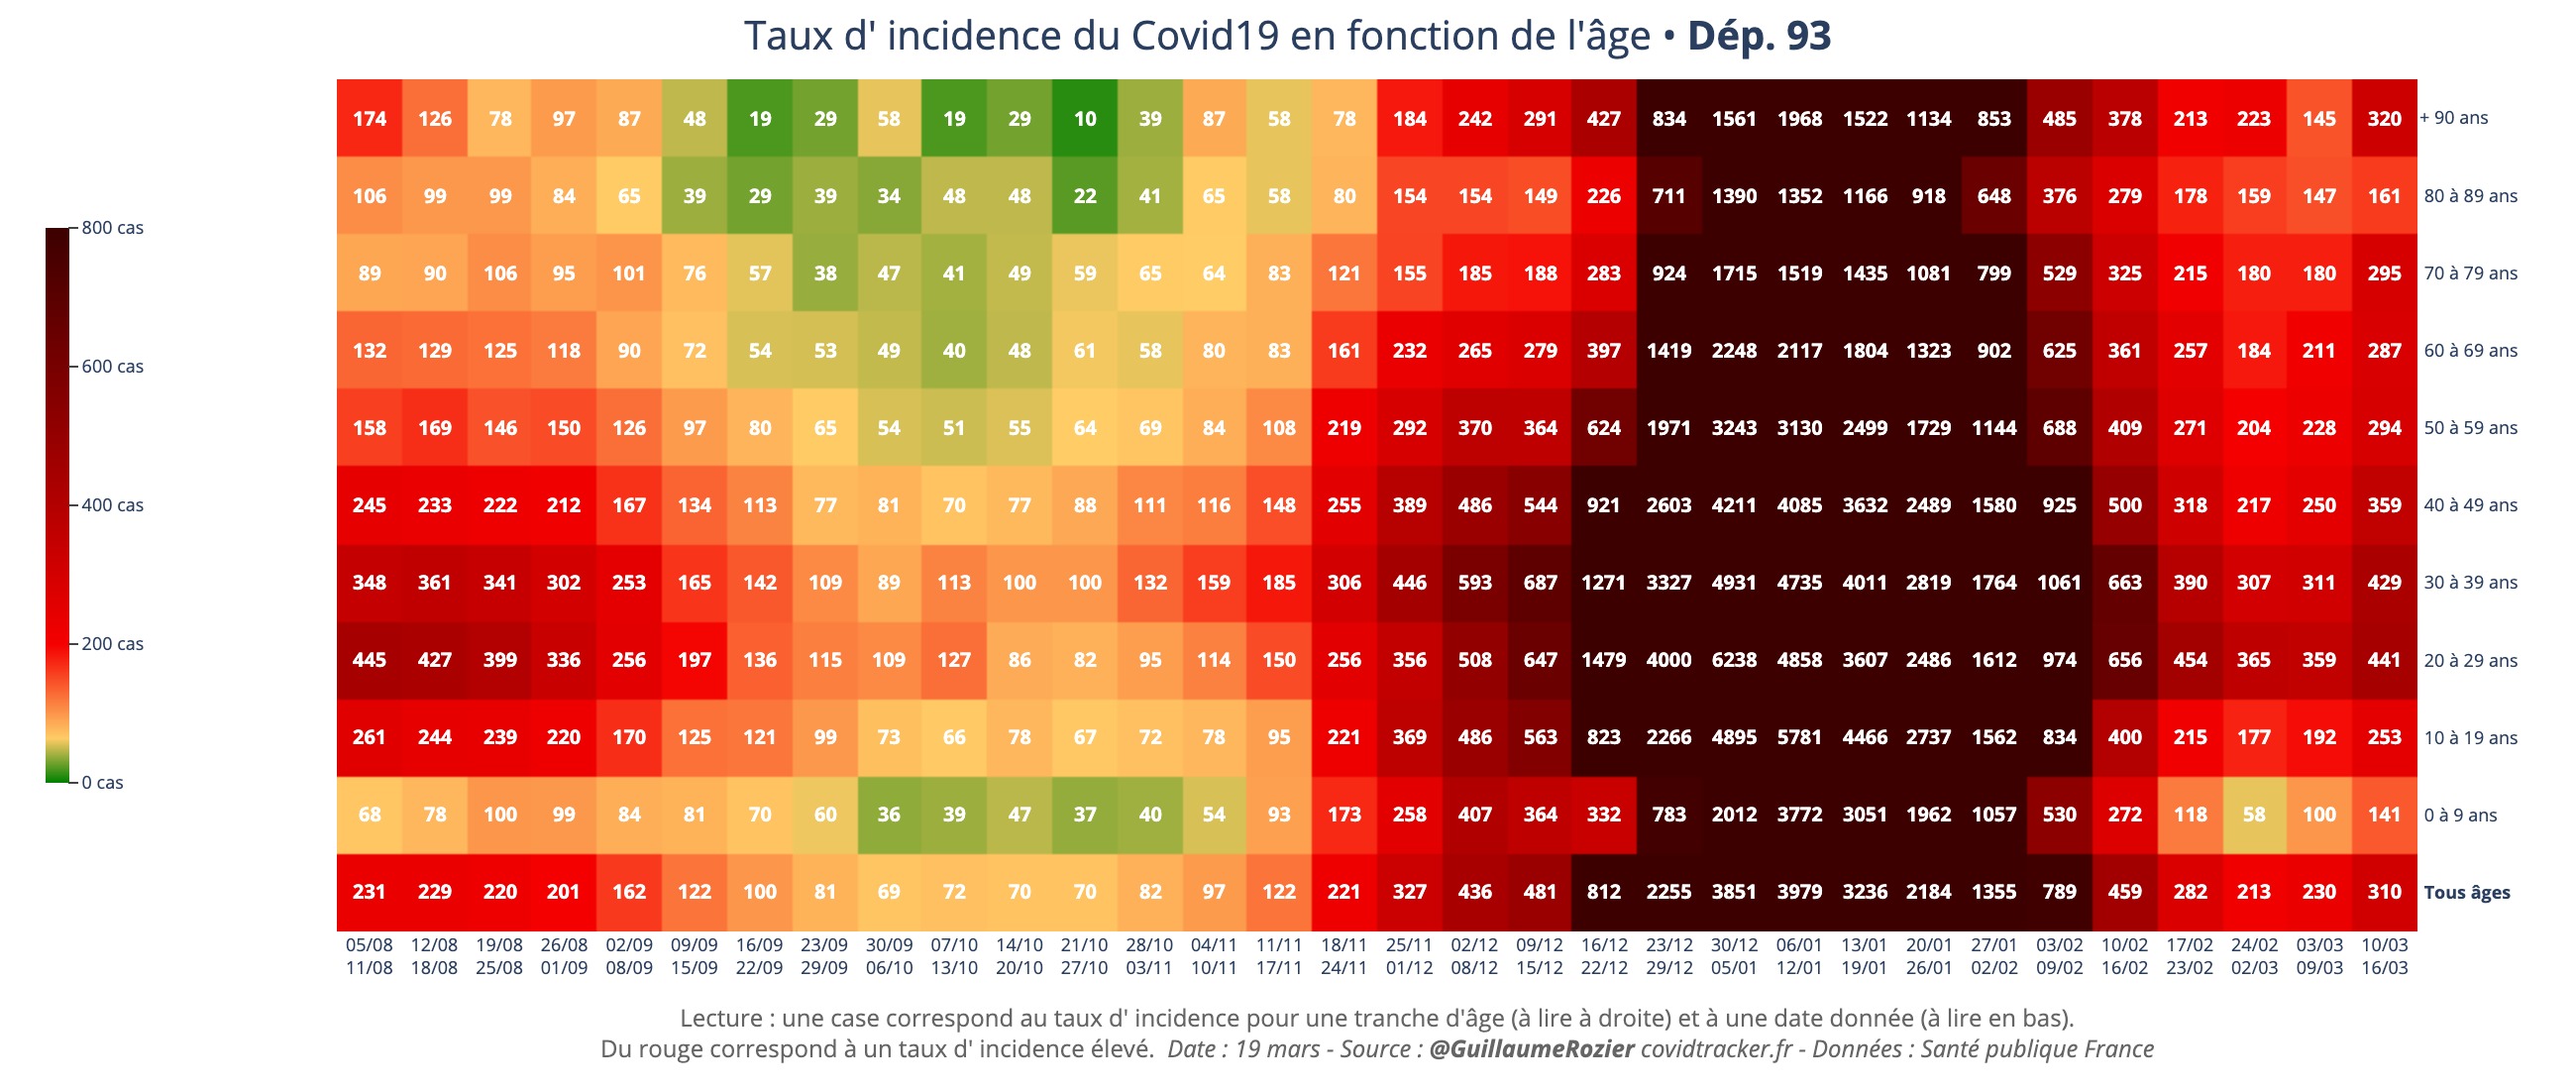 Taux d' incidence du Covid19 en fonction de l'âge • Dép. 93
800 cas
600 cas
400 cas
200 cas
0 cas
174 126 78 97 87 48 19 29 58 19 29 10 39 87 58 78 184 242 291 427 834 1561 1968 1522 1134 853 485 378 213 223 145 320 + 90 ans
106 99 99 84 65 39 29 39 34 48 48 22 41 65 58 80 154 154 149 226 711 1390 1352 1166 918 648 376 279 178 159 147 161 80 à 89 ans
89 90 106 95 101 76 57 38 47 41 49 59 65 64 83 121 155 185 188 283 924 1715 1519 1435 1081 799 529 325 215 180 180 295 70 à 79 ans
132 129 125 118 90 72 54 53 49 40 48 61 58 80 83 161 232 265 279 397 1419 2248 2117 1804 1323 902 625 361 257 184 211 287 60 à 69 ans
158 169 146 150 126 97 80 65 54 51 55 64 69 84 108 219 292 370 364 624 1971 3243 3130 2499 1729 1144 688 409 271 204 228 294 50 à 59 ans
245 233 222 212 167 134 113 77 81 70 77 88 111 116 148 255 389 486 544 921 2603 4211 4085 3632 2489 1580 925 500 318 217 250 359 40 à 49 ans
348 361 341 302 253 165 142 109 89 113 100 100 132 159 185 306 446 593 687 1271 3327 4931 4735 4011 2819 1764 1061 663 390 307 311 429 30 à 39 ans
445 427 399 336 256 197 136 115 109 127 86 82 95 114 150 256 356 508 647 1479 4000 6238 4858 3607 2486 1612 974 656 454 365 359 441 20 à 29 ans
261 244 239 220 170 125 121 99 73 66 78 67 72 78 95 221 369 486 563 823 2266 4895 5781 4466 2737 1562 834 400 215 177 192 253 10 à 19 ans
68 78 100 99 84 81 70 60 36 39 47 37 40 54 93 173 258 407 364 332 783 2012 3772 3051 1962 1057 530 272 118 58 100 141 0 à 9 ans
231 229 220 201 162 122 100 81 69 72 70 70 82 97 122 221 327 436 481 812 2255 3851 3979 3236 2184 1355 789 459 282 213 230 310 Tous âges
05/08 12/08 19/08 26/08 02/09 09/09 16/09 23/09 30/09 07/10 14/10 21/10 28/10 04/11 11/11 18/11 25/11 02/12 09/12 16/12 23/12 30/12 06/01 13/01 20/01 27/01 03/02 10/02 17/02 24/02 03/03 10/03
11/08 18/08 25/08 01/09 08/09 15/09 22/09 29/09 06/10 13/10 20/10 27/10 03/11 10/11 17/11 24/11 01/12 08/12 15/12 22/12 29/12 05/01 12/01 19/01 26/01 02/02 09/02 16/02 23/02 02/03 09/03 16/03
Lecture : une case correspond au taux d' incidence pour une tranche d'âge (à lire à droite) et à une date donnée (à lire en bas).
Du rouge correspond à un taux d' incidence élevé. Date : 19 mars - Source : @GuillaumeRozier covidtracker.fr - Données : Santé publique France